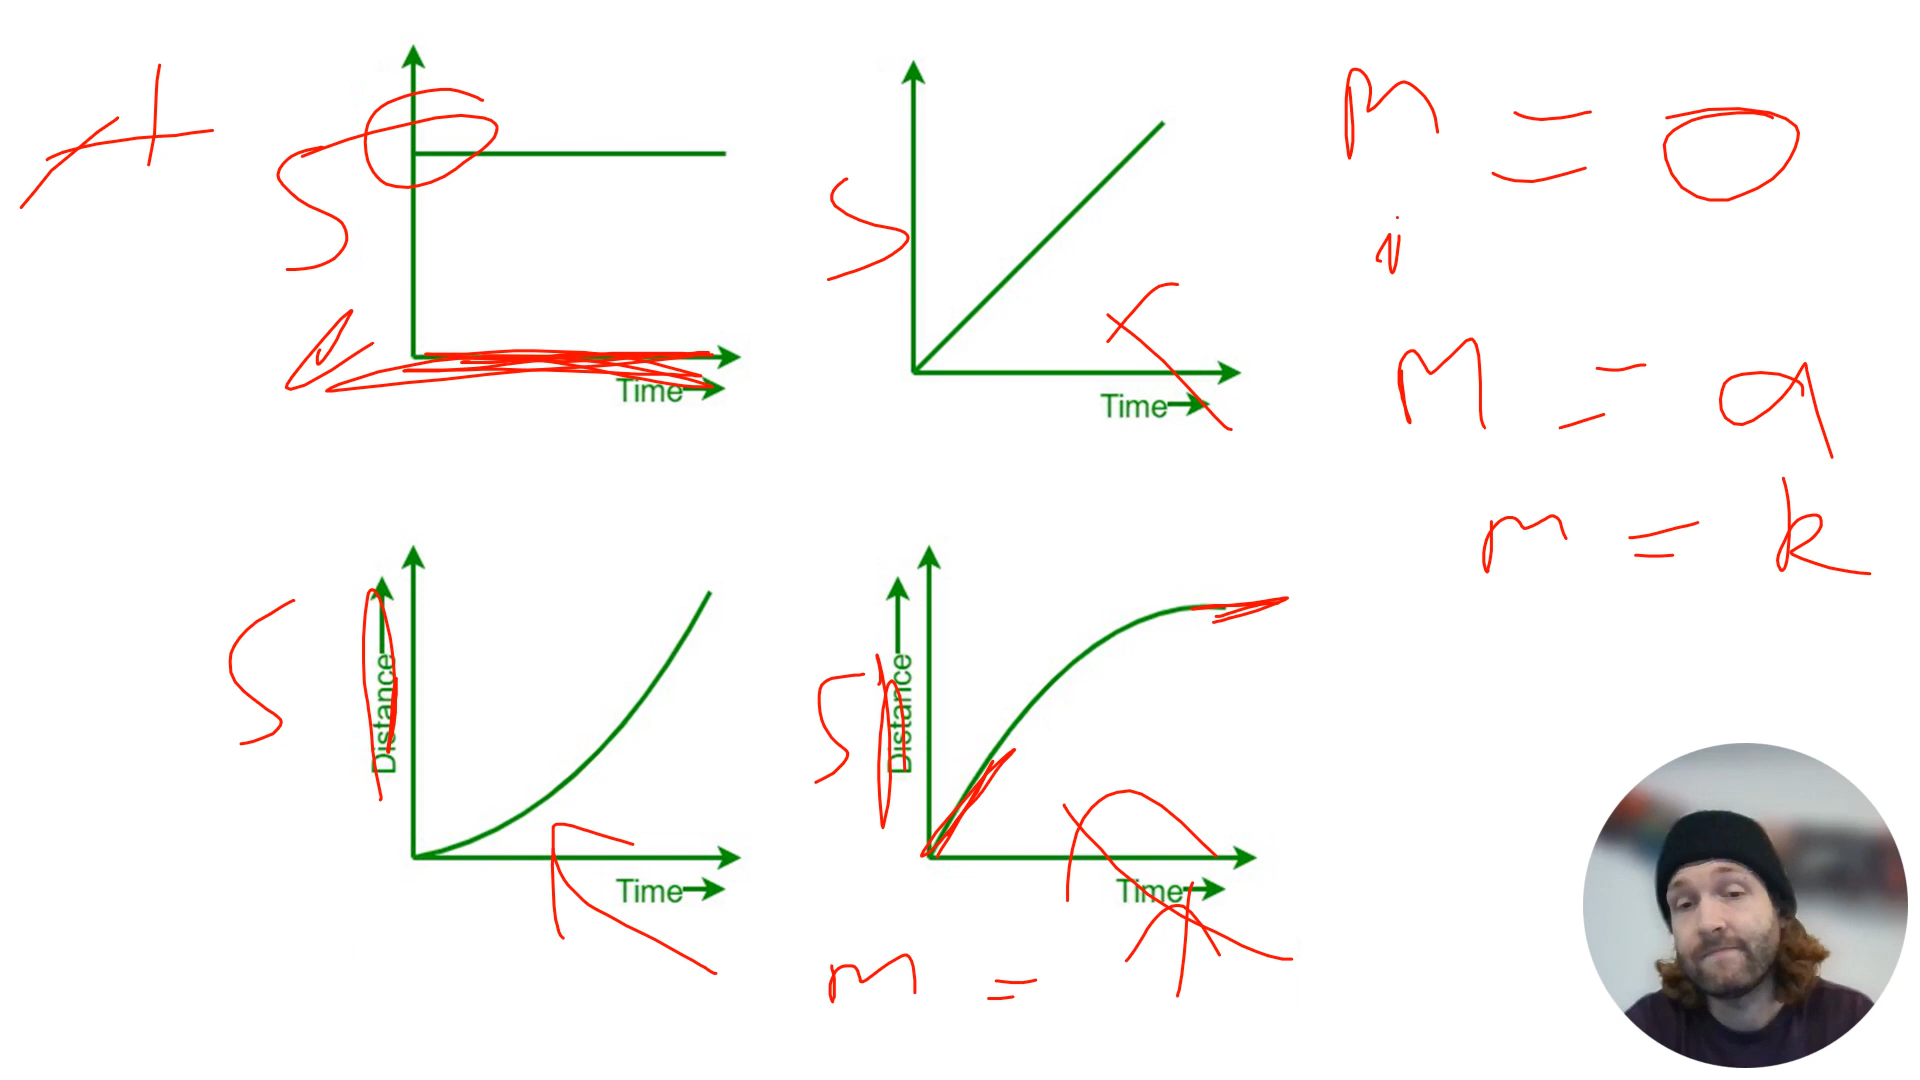 S
Time
S
Time
m = 0
m = a
m = k
S
Distance
Time
S
Distance
Time
m =